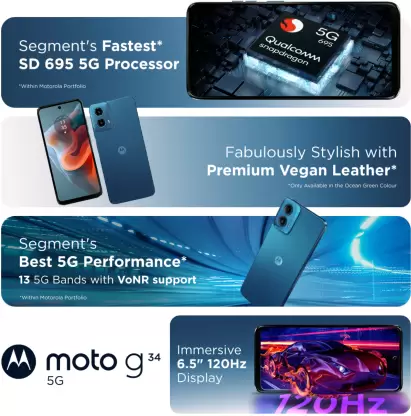 Segment's Fastest*
SD 695 5G Processor
*Within Motorola Portfolio
Qualcomm
snapdragon
5G
695
Fabulously Stylish with
Premium Vegan Leather*
*Only Available in the Ocean Green Colour
Segment's
Best 5G Performance*
13 5G Bands with VoNR support
*Within Motorola Portfolio
moto g34
5G
Immersive
6.5" 120Hz
Display
120Hz